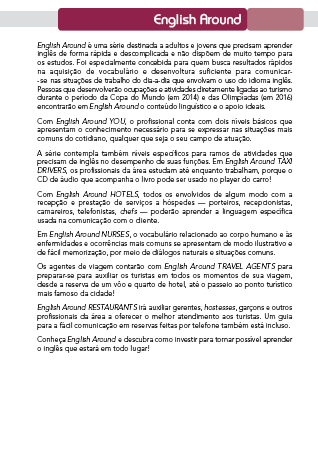 English Around
English Around é uma série destinada a adultos e jovens que precisam aprender
inglês de forma rápida e descomplicada e não dispõem de muito tempo para
os estudos. Foi especialmente concebida para quem busca resultados rápidos
na aquisição de vocabulário e desenvoltura suficiente para comunicar-
-se nas situações de trabalho do dia-a-dia que envolvam o uso do idioma inglês.
Pessoas que desenvolverão ocupações e atividades diretamente ligadas ao turismo
durante o período da Copa do Mundo (em 2014) e das Olimpíadas (em 2016)
encontrarão em English Around o conteúdo linguístico e o apoio ideais.
Com English Around YOU, o profissional conta com dois níveis básicos que
apresentam o conhecimento necessário para se expressar nas situações mais
comuns do cotidiano, qualquer que seja o seu campo de atuação.
A série contempla também níveis específicos para ramos de atividades que
precisam de inglês no desempenho de suas funções. Em English Around TAXI
DRIVERS, os profissionais da área estudam até enquanto trabalham, porque o
CD de áudio que acompanha o livro pode ser usado no player do carro!
Com English Around HOTELS, todos os envolvidos de algum modo com a
recepção e prestação de serviços a hóspedes — porteiros, recepcionistas,
camareiros, telefonistas, chefs — poderão aprender a linguagem específica
usada na comunicação com o cliente.
Em English Around NURSES, o vocabulário relacionado ao corpo humano e às
enfermidades e ocorrências mais comuns se apresentam de modo ilustrativo e
de fácil memorização, por meio de diálogos naturais e situações comuns.
Os agentes de viagem contarão com English Around TRAVEL AGENTS para
preparar-se para auxiliar os turistas em todos os momentos de sua viagem,
desde a reserva de um vôo e quarto de hotel, até o passeio ao ponto turístico
mais famoso da cidade!
English Around RESTAURANTS irá auxiliar gerentes, hostesses, garçons e outros
profissionais da área a oferecer o melhor atendimento aos turistas. Um guia
para a fácil comunicação em reservas feitas por telefone também está incluso.
Conheça English Around e descubra como investir para tornar possível aprender
o inglês que estará em todo lugar!